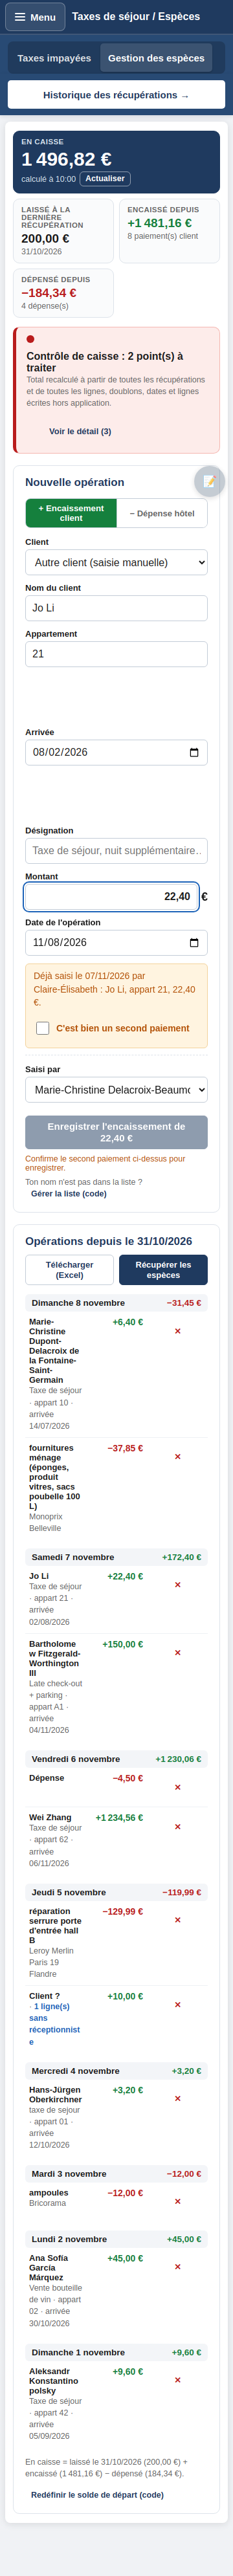 Menu
Taxes de séjour / Espèces
Taxes impayées
Gestion des espèces
Historique des récupérations →
EN CAISSE
1 496,82 €
calculé à 10:00
Actualiser
LAISSÉ À LA
DERNIÈRE
RÉCUPÉRATION
200,00 €
31/10/2026
ENCAISSÉ DEPUIS
+1 481,16 €
8 paiement(s) client
DÉPENSÉ DEPUIS
−184,34 €
4 dépense(s)
Contrôle de caisse : 2 point(s) à
traiter
Total recalculé à partir de toutes les récupérations
et de toutes les lignes, doublons, dates et lignes
écrites hors application.
Voir le détail (3)
Nouvelle opération
+ Encaissement
client
− Dépense hôtel
Client
Autre client (saisie manuelle)
Nom du client
Jo Li
Appartement
21
Arrivée
08/02/2026
Désignation
Taxe de séjour, nuit supplémentaire..
Montant
22,40 €
Date de l'opération
11/08/2026
Déjà saisi le 07/11/2026 par
Claire-Élisabeth : Jo Li, appart 21, 22,40
€.
C'est bien un second paiement
Saisi par
Marie-Christine Delacroix-Beaumo
Enregistrer l'encaissement de
22,40 €
Confirme le second paiement ci-dessus pour
enregistrer.
Ton nom n'est pas dans la liste ?
Gérer la liste (code)
Opérations depuis le 31/10/2026
Télécharger
(Excel)
Récupérer les
espèces
Dimanche 8 novembre −31,45 €
Marie-
Christine
Dupont-
Delacroix de
la Fontaine-
Saint-
Germain
+6,40 €
×
Taxe de séjour
· appart 10 ·
arrivée
14/07/2026
fournitures
ménage
(éponges,
produit
vitres, sacs
poubelle 100
L)
−37,85 €
×
Monoprix
Belleville
Samedi 7 novembre +172,40 €
Jo Li
+22,40 €
×
Taxe de séjour
· appart 21 ·
arrivée
02/08/2026
Bartholome
w Fitzgerald-
Worthington
III
+150,00 €
×
Late check-out
+ parking ·
appart A1 ·
arrivée
04/11/2026
Vendredi 6 novembre +1 230,06 €
Dépense
−4,50 €
×
Wei Zhang
+1 234,56 €
×
Taxe de séjour
· appart 62 ·
arrivée
06/11/2026
Jeudi 5 novembre −119,99 €
réparation
serrure porte
d'entrée hall
B
−129,99 €
×
Leroy Merlin
Paris 19
Flandre
Client ?
+10,00 €
×
· 1 ligne(s)
sans
réceptionnist
e
Mercredi 4 novembre +3,20 €
Hans-Jürgen
Oberkirchner
+3,20 €
×
taxe de sejour
· appart 01 ·
arrivée
12/10/2026
Mardi 3 novembre −12,00 €
ampoules
−12,00 €
×
Bricorama
Lundi 2 novembre +45,00 €
Ana Sofía
García
Márquez
+45,00 €
×
Vente bouteille
de vin · appart
02 · arrivée
30/10/2026
Dimanche 1 novembre +9,60 €
Aleksandr
Konstantino
polsky
+9,60 €
×
Taxe de séjour
· appart 42 ·
arrivée
05/09/2026
En caisse = laissé le 31/10/2026 (200,00 €) +
encaissé (1 481,16 €) − dépensé (184,34 €).
Redéfinir le solde de départ (code)